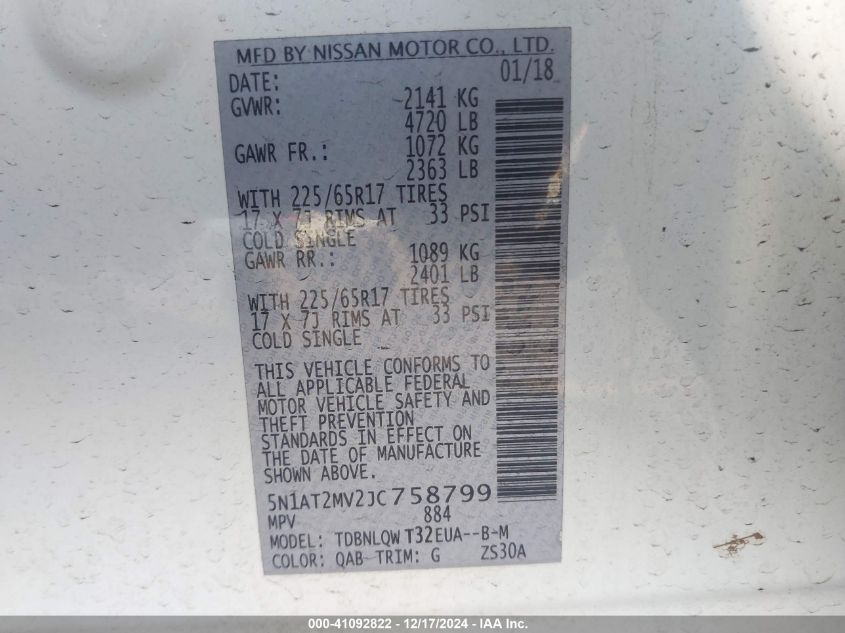 MFD BY NISSAN MOTOR CO., LTD.
DATE: 01/18
GVWR: 2141 KG
4720 LB
GAWR FR.: 1072 KG
2363 LB
WITH 225/65R17 TIRES
17 X 7J RIMS AT 33 PSI
COLD SINGLE
GAWR RR.: 1089 KG
2401 LB
WITH 225/65R17 TIRES
17 X 7J RIMS AT 33 PSI
COLD SINGLE
THIS VEHICLE CONFORMS TO
ALL APPLICABLE FEDERAL
MOTOR VEHICLE SAFETY AND
THEFT PREVENTION
STANDARDS IN EFFECT ON
THE DATE OF MANUFACTURE
SHOWN ABOVE.
5N1AT2MV2JC758799
MPV 884
MODEL: TDBNLQW T32EUA--B-M
COLOR: QAB TRIM: G ZS30A
000-41092822 - 12/17/2024 - IAA Inc.